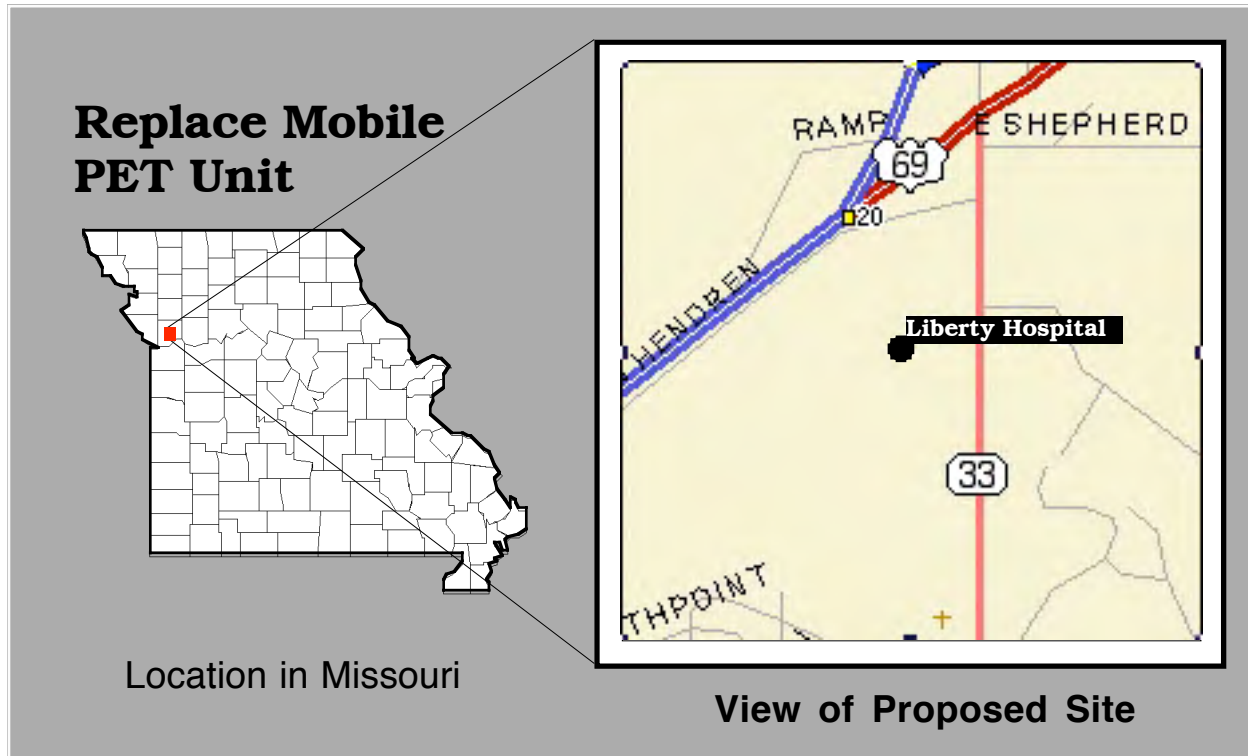 Replace Mobile
PET Unit
Location in Missouri
RAMP
69
E SHEPHERD
20
HENDREN
Liberty Hospital
33
THPOINT
View of Proposed Site